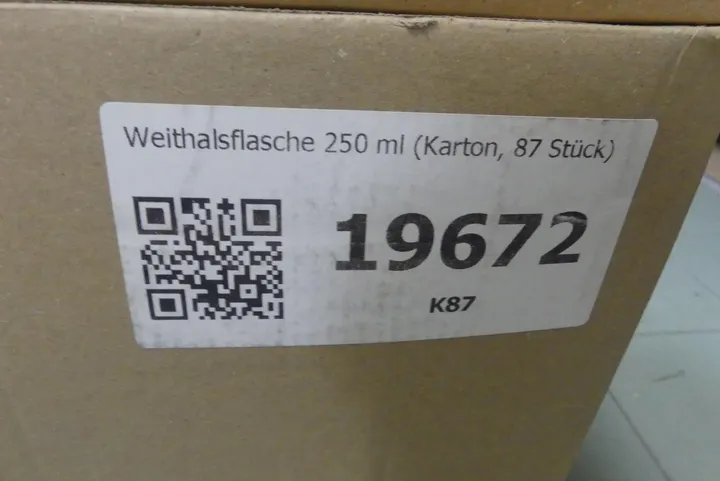 Weithalsflasche 250 ml (Karton, 87 Stück)
19672
K87